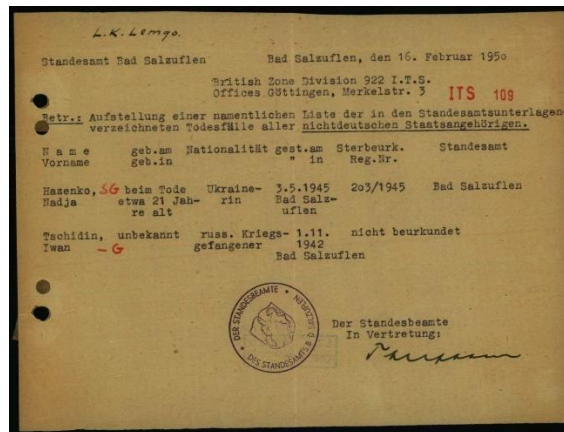 L.K. Lemgo.
Standesamt Bad Salzuflen Bad Salzuflen, den 16. Februar 1950
British Zone Division 922 I.T.S.
Offices Göttingen, Merkelstr. 3 ITS 109
Betr.: Aufstellung einer namentlichen Liste der in den Standesamtsunterlagen
verzeichneten Todesfälle aller nichtdeutschen Staatsangehörigen.
N a m e geb.am Nationalität gest.am Sterbeurk. Standesamt
Vorname geb.in " in Reg.Nr.
Hazenko, SG beim Tode Ukraine- 3.5.1945 2o3/1945 Bad Salzuflen
Nadja etwa 21 Jah- rin Bad Salz-
re alt uflen
Tschidin, unbekannt russ. Kriegs- 1.11. nicht beurkundet
Iwan - G gefangener 1942
Bad Salzuflen
DER STANDESBEAMTE
DES STANDESAMTS B. SALZUFLEN
Der Standesbeamte
In Vertretung: